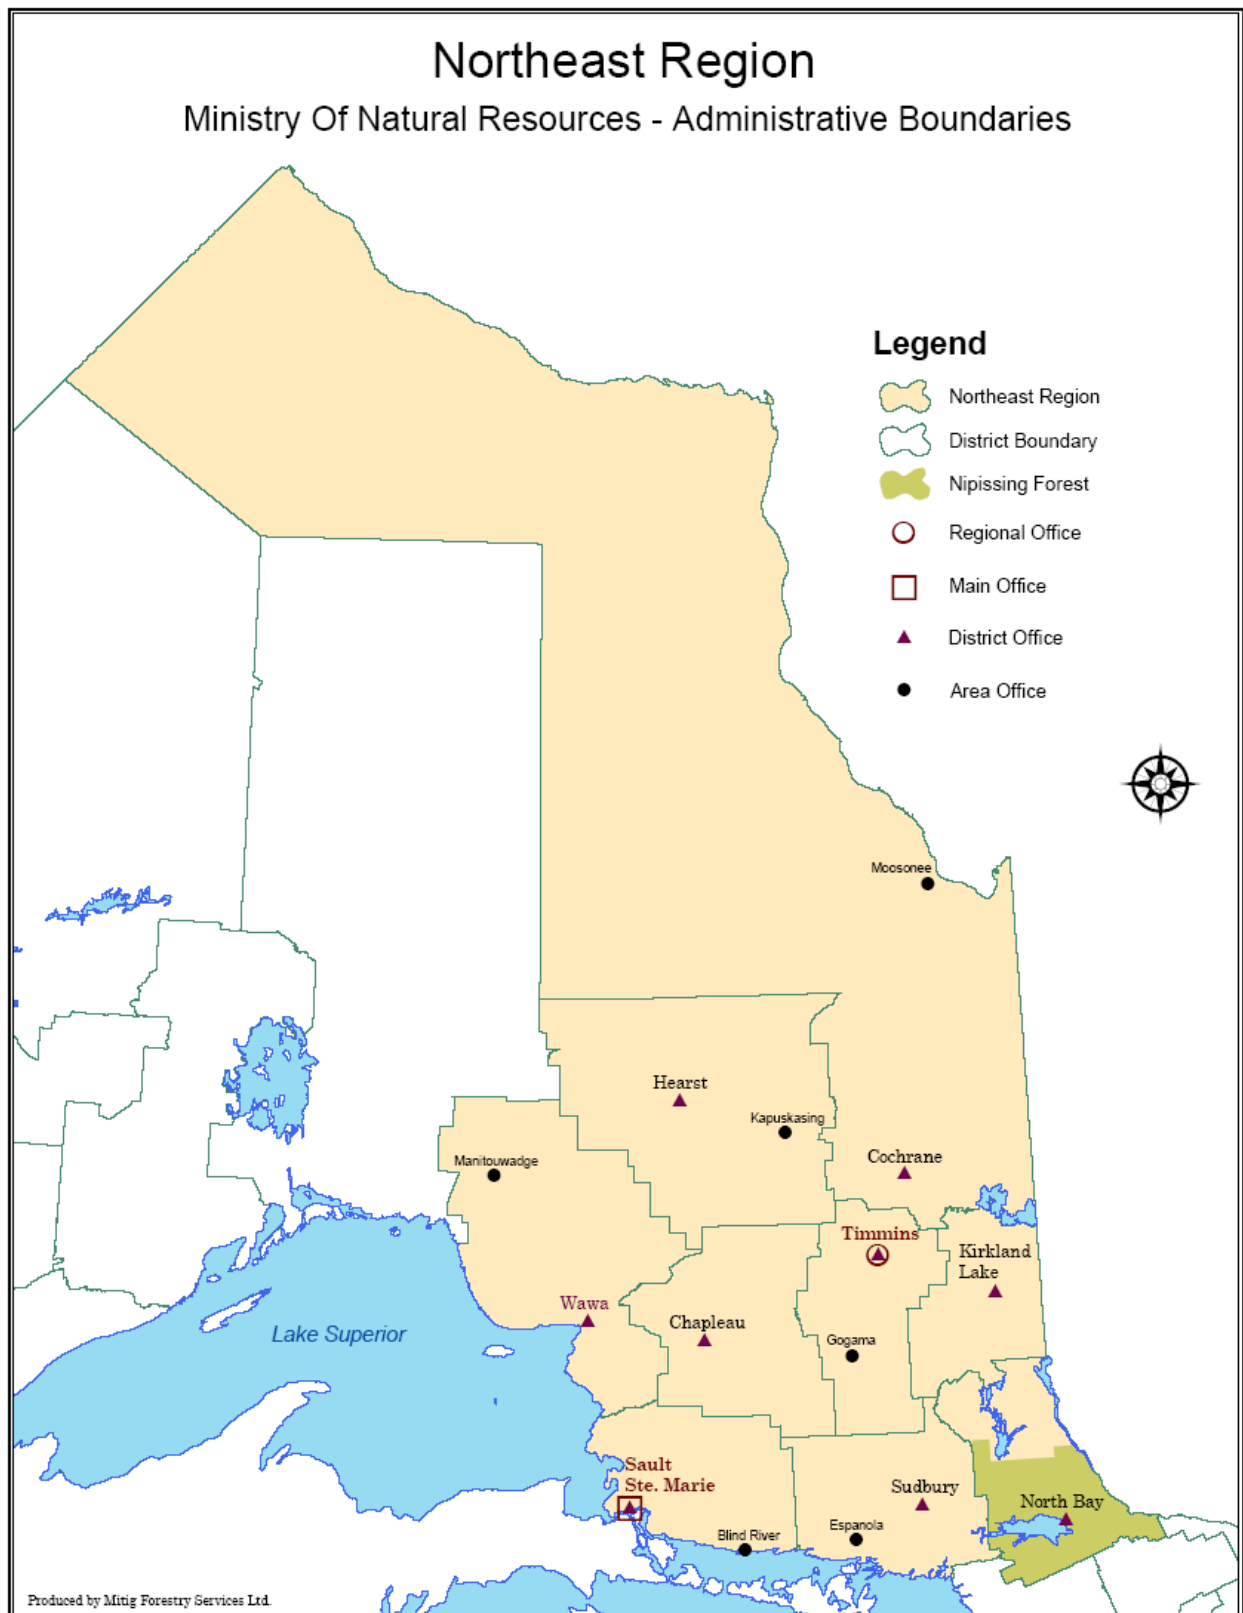 Northeast Region
Ministry Of Natural Resources - Administrative Boundaries
Legend
Northeast Region
District Boundary
Nipissing Forest
Regional Office
Main Office
District Office
Area Office
Moosonee
Hearst
Kapuskasing
Manitouwadge
Cochrane
Timmins
Kirkland
Lake
Wawa
Chapleau
Gogama
Lake Superior
Sault
Ste. Marie
Sudbury
North Bay
Blind River
Espanola
Produced by Mitig Forestry Services Ltd.